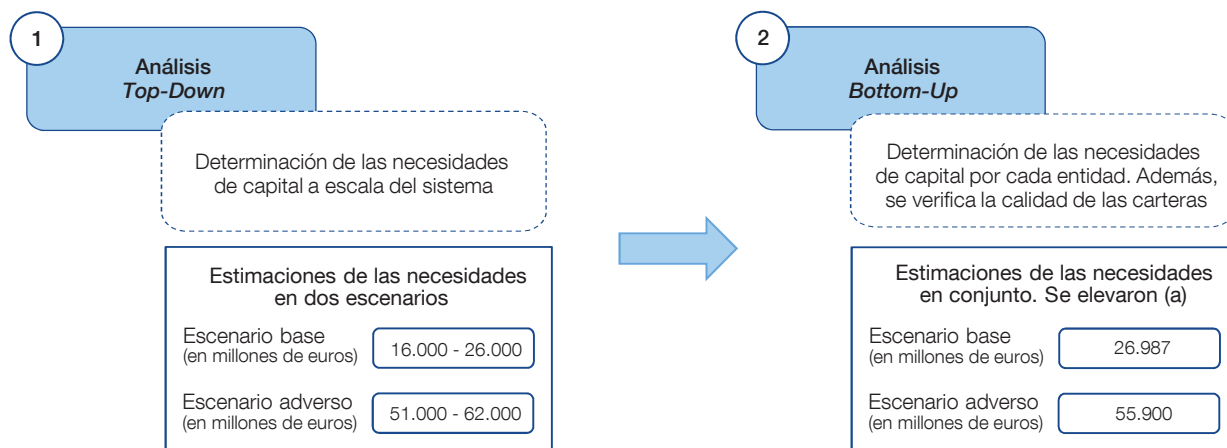 1
Análisis
Top-Down
Determinación de las necesidades
de capital a escala del sistema
Estimaciones de las necesidades
en dos escenarios
Escenario base
(en millones de euros)
16.000 - 26.000
Escenario adverso
(en millones de euros)
51.000 - 62.000
2
Análisis
Bottom-Up
Determinación de las necesidades
de capital por cada entidad. Además,
se verifica la calidad de las carteras
Estimaciones de las necesidades
en conjunto. Se elevaron (a)
Escenario base
(en millones de euros)
26.987
Escenario adverso
(en millones de euros)
55.900